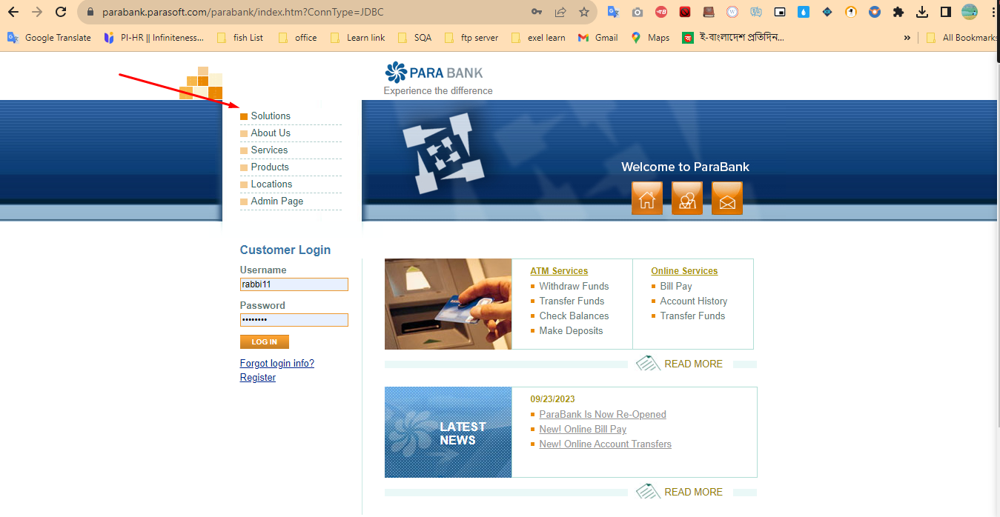 parabank.parasoft.com/parabank/index.htm?ConnType=JDBC
Google Translate PI-HR || Infiniteness... fish List office Learn link SQA ftp server exel learn Gmail Maps ই-বাংলাদেশ প্রতিদিন... » All Bookmarks
PARA BANK
Experience the difference
Solutions
About Us
Services
Products
Locations
Admin Page
Welcome to ParaBank
Customer Login
Username
rabbi11
Password
••••••••
LOG IN
Forgot login info?
Register
ATM Services
Withdraw Funds
Transfer Funds
Check Balances
Make Deposits
Online Services
Bill Pay
Account History
Transfer Funds
READ MORE
LATEST
NEWS
09/23/2023
ParaBank Is Now Re-Opened
New! Online Bill Pay
New! Online Account Transfers
READ MORE